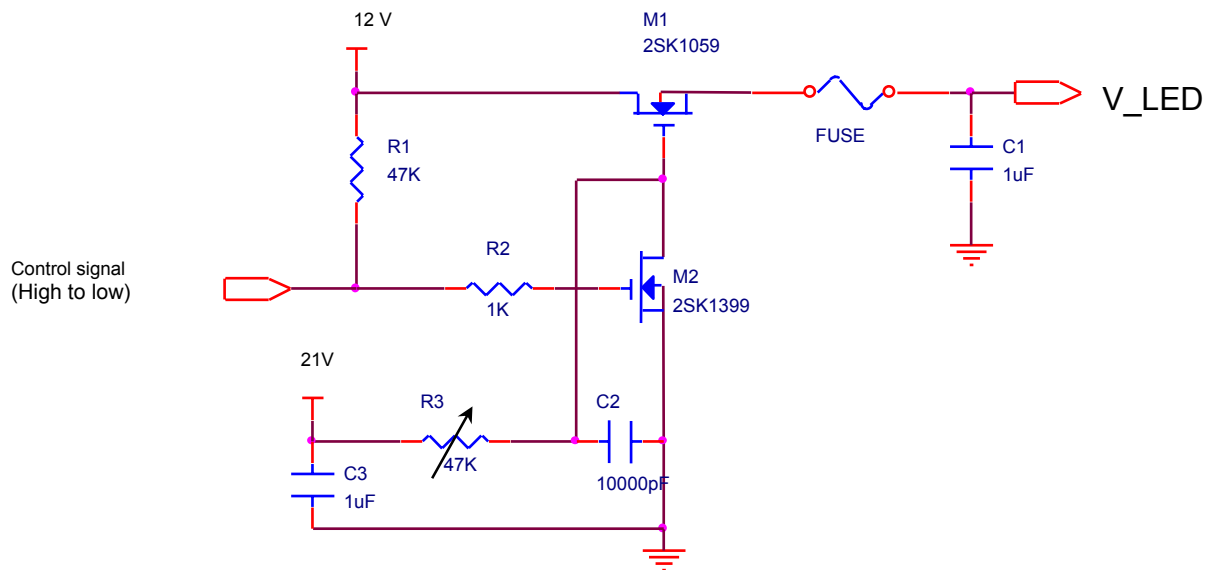 12 V
M1
2SK1059
V_LED
FUSE
R1
47K
C1
1uF
R2
1K
Control signal
(High to low)
M2
2SK1399
21V
R3
47K
C2
10000pF
C3
1uF